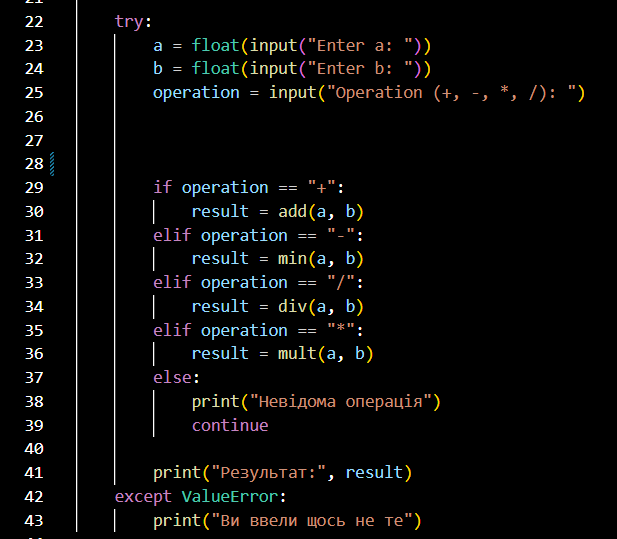 22 try:
23 a = float(input("Enter a: "))
24 b = float(input("Enter b: "))
25 operation = input("Operation (+, -, *, /): ")
26
27
28
29 if operation == "+":
30 result = add(a, b)
31 elif operation == "-":
32 result = min(a, b)
33 elif operation == "/":
34 result = div(a, b)
35 elif operation == "*":
36 result = mult(a, b)
37 else:
38 print("Невідома операція")
39 continue
40
41 print("Результат:", result)
42 except ValueError:
43 print("Ви ввели щось не те")